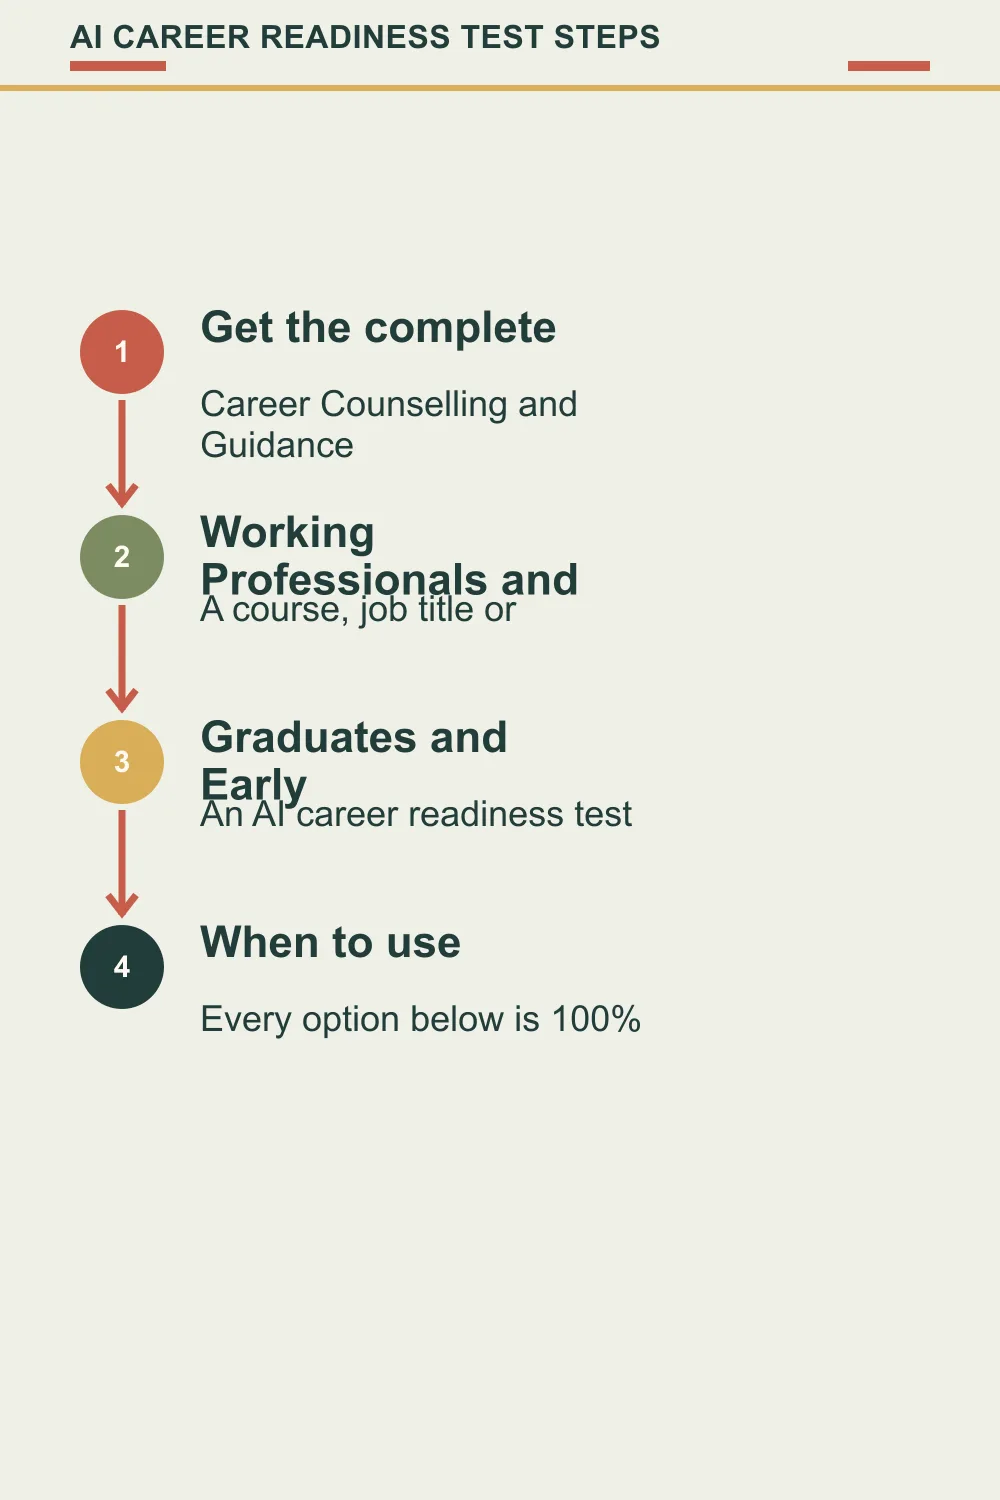 AI CAREER READINESS TEST STEPS
1
Get the complete
Career Counselling and
Guidance
2
Working
Professionals and
A course, job title or
3
Graduates and
Early
An AI career readiness test
4
When to use
Every option below is 100%